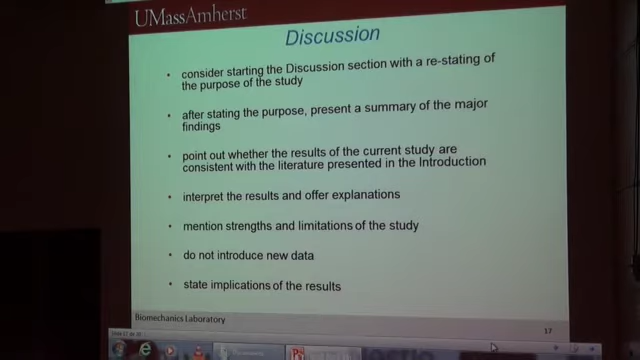 UMassAmherst
Discussion
• consider starting the Discussion section with a re-stating of
the purpose of the study
• after stating the purpose, present a summary of the major
findings
• point out whether the results of the current study are
consistent with the literature presented in the Introduction
• interpret the results and offer explanations
• mention strengths and limitations of the study
• do not introduce new data
• state implications of the results
Biomechanics Laboratory
17